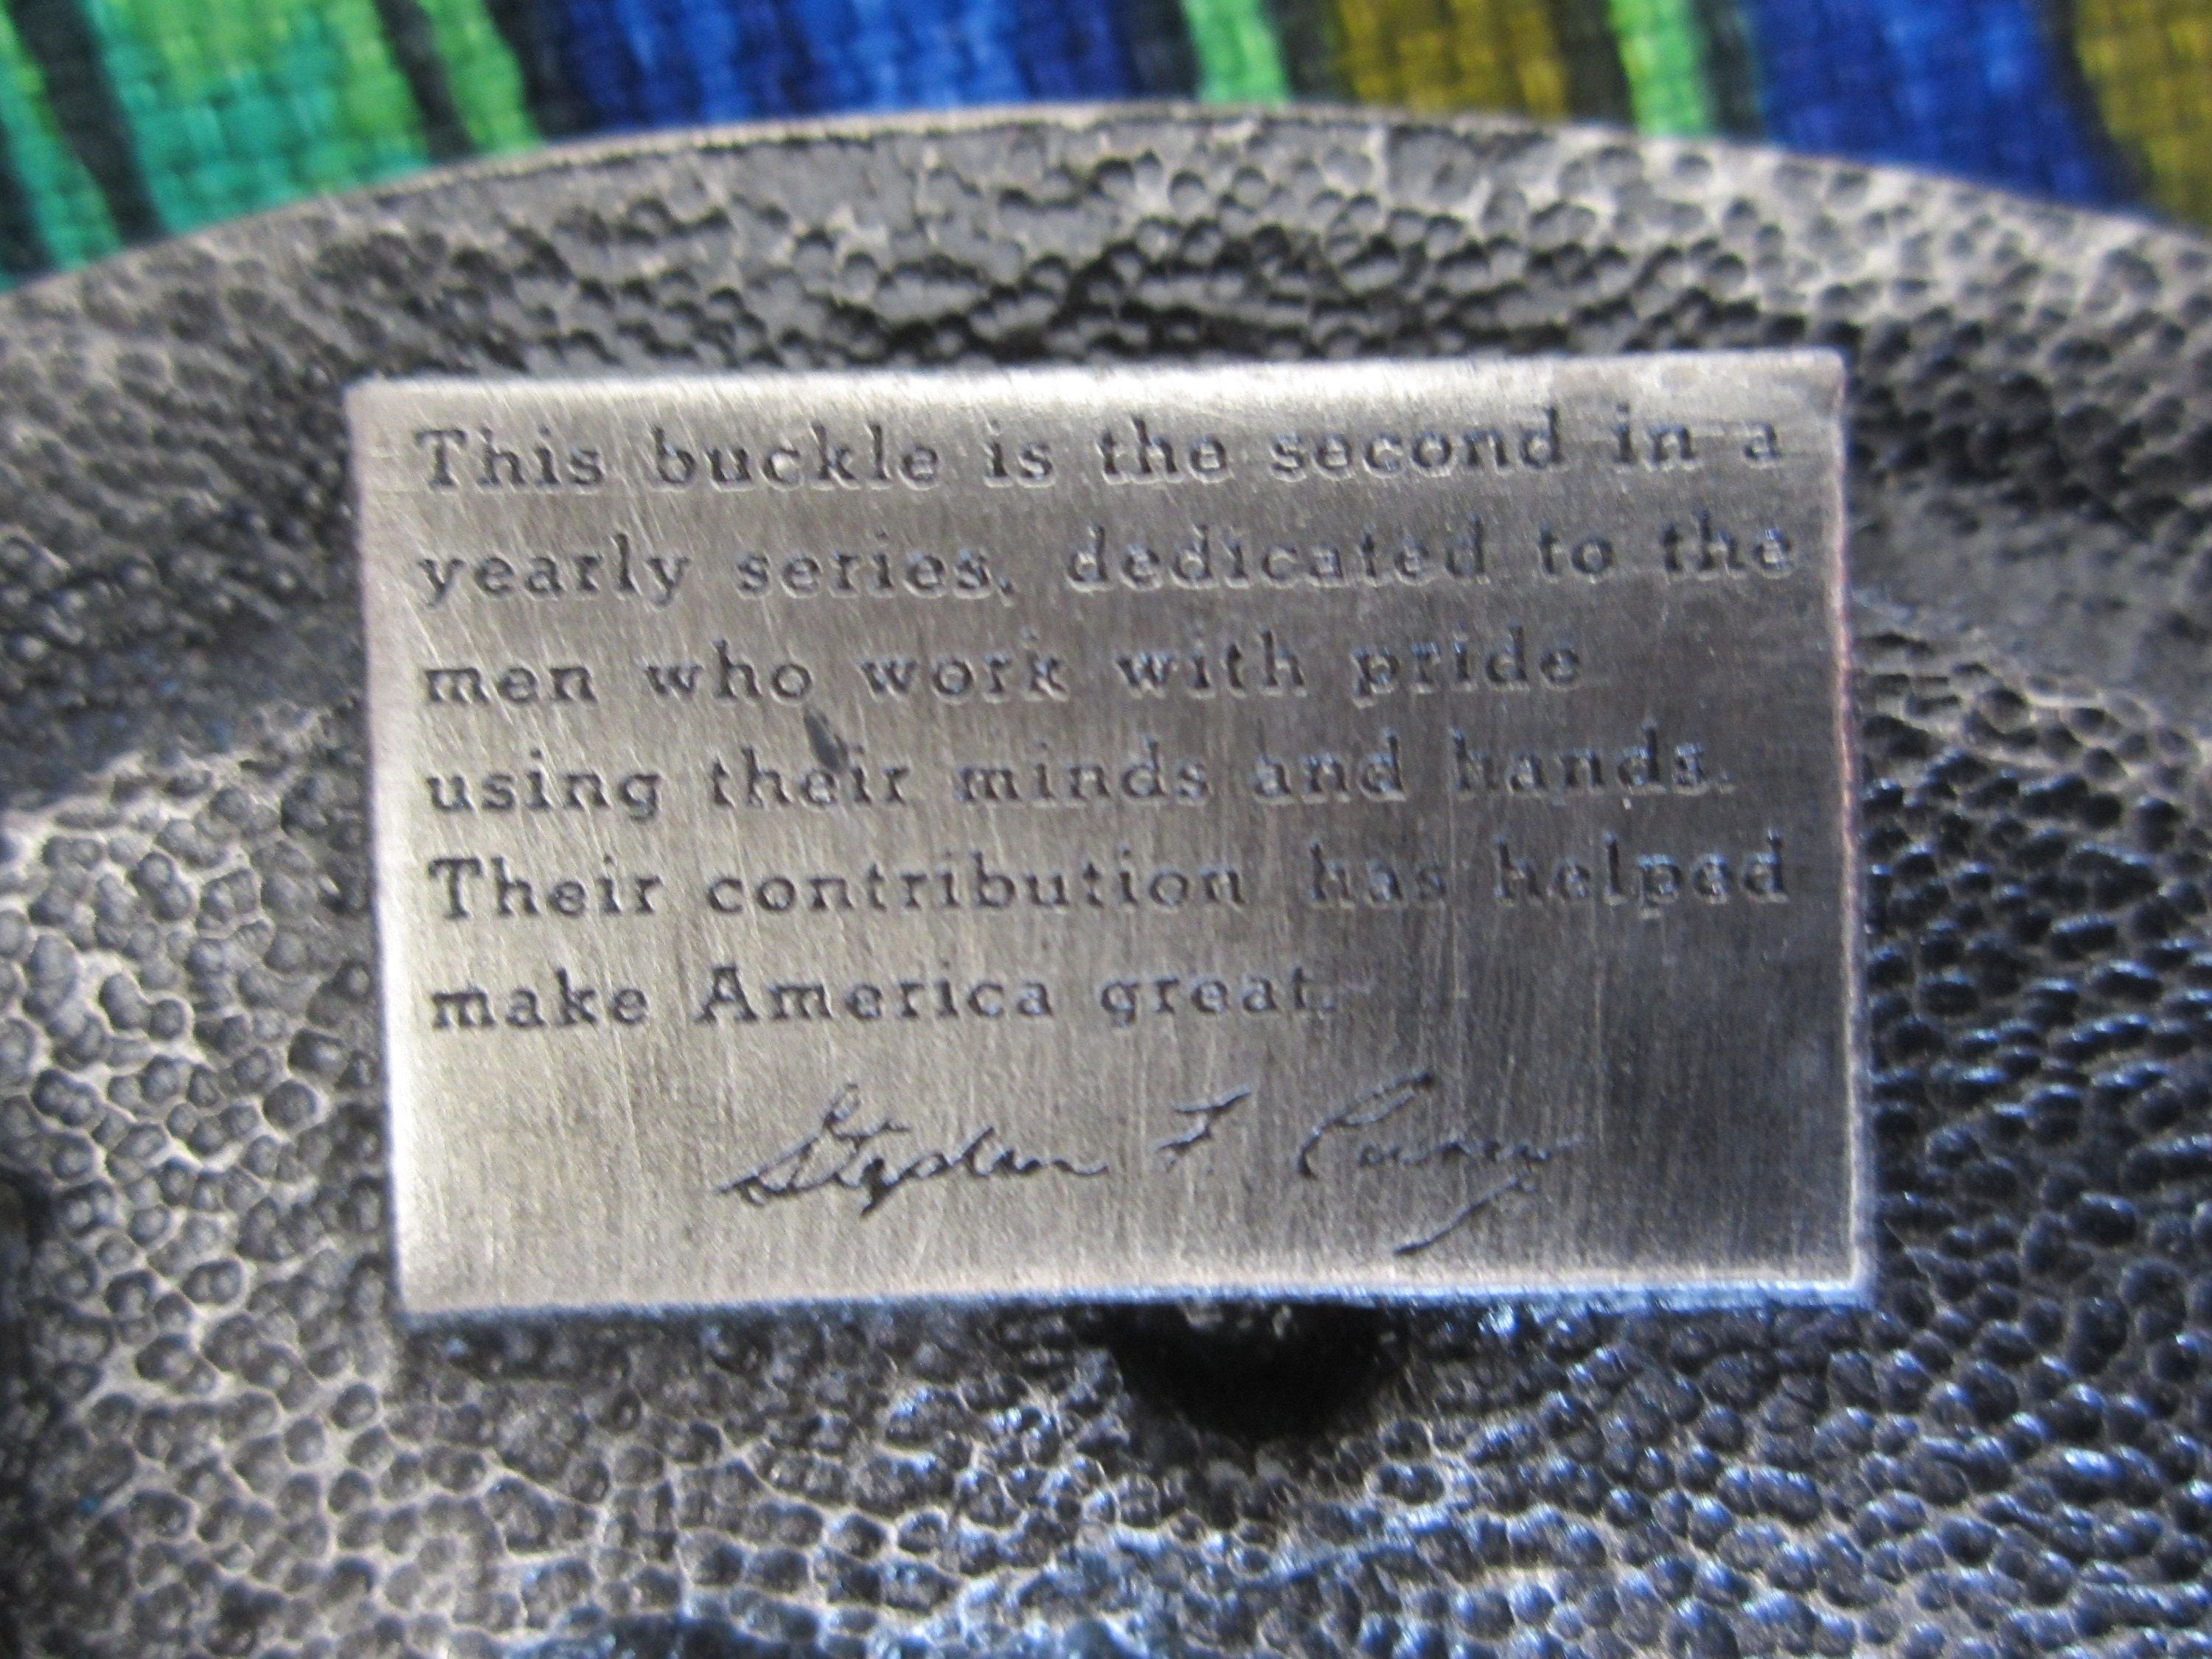 This buckle is the second in a
yearly series, dedicated to the
men who work with pride
using their minds and hands.
Their contribution has helped
make America great.
Stephen F.